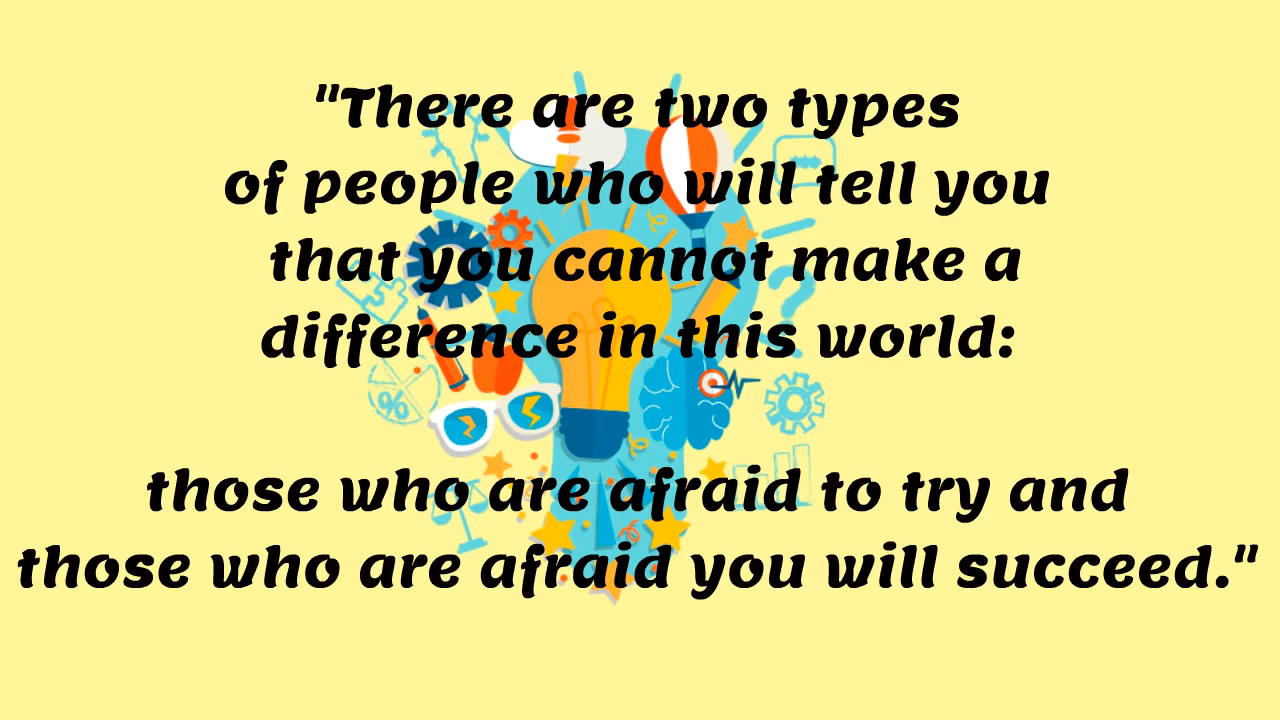 "There are two types
of people who will tell you
that you cannot make a
difference in this world:
those who are afraid to try and
those who are afraid you will succeed."
%